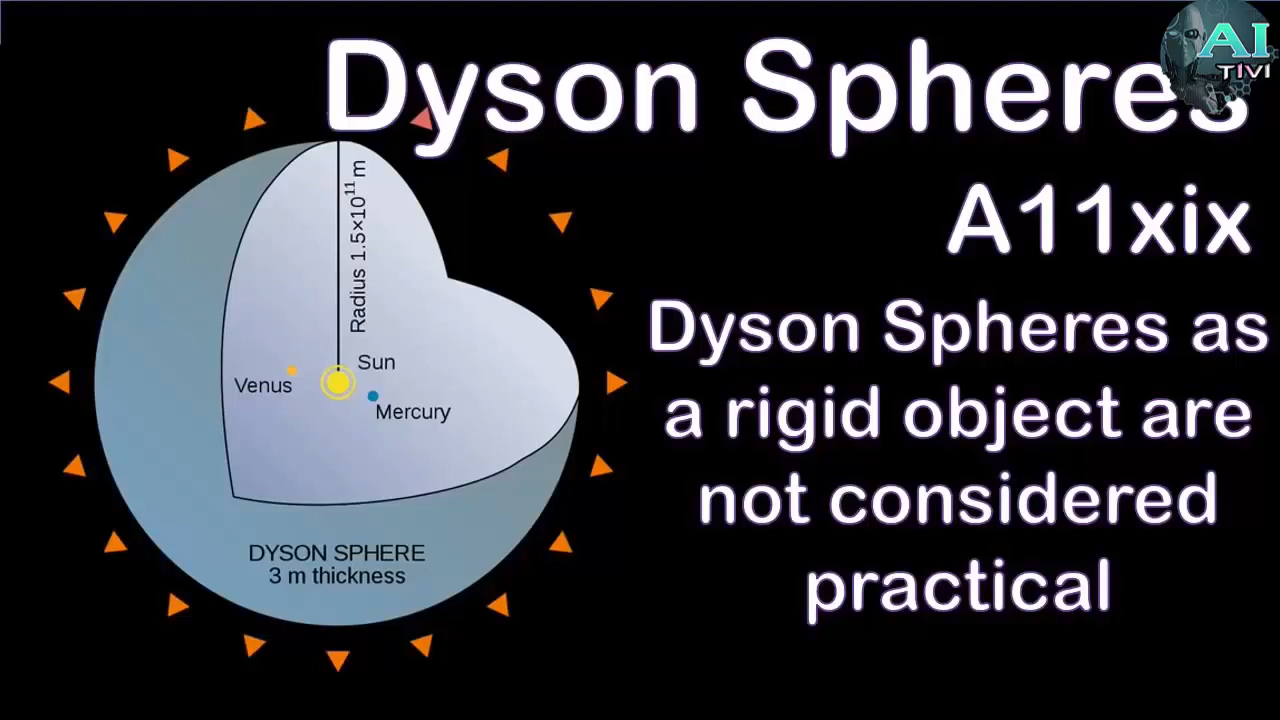 Dyson Spheres
AI
TIVI
A11xix
Dyson Spheres as
a rigid object are
not considered
practical
Radius 1.5×10¹¹ m
Sun
Venus
Mercury
DYSON SPHERE
3 m thickness